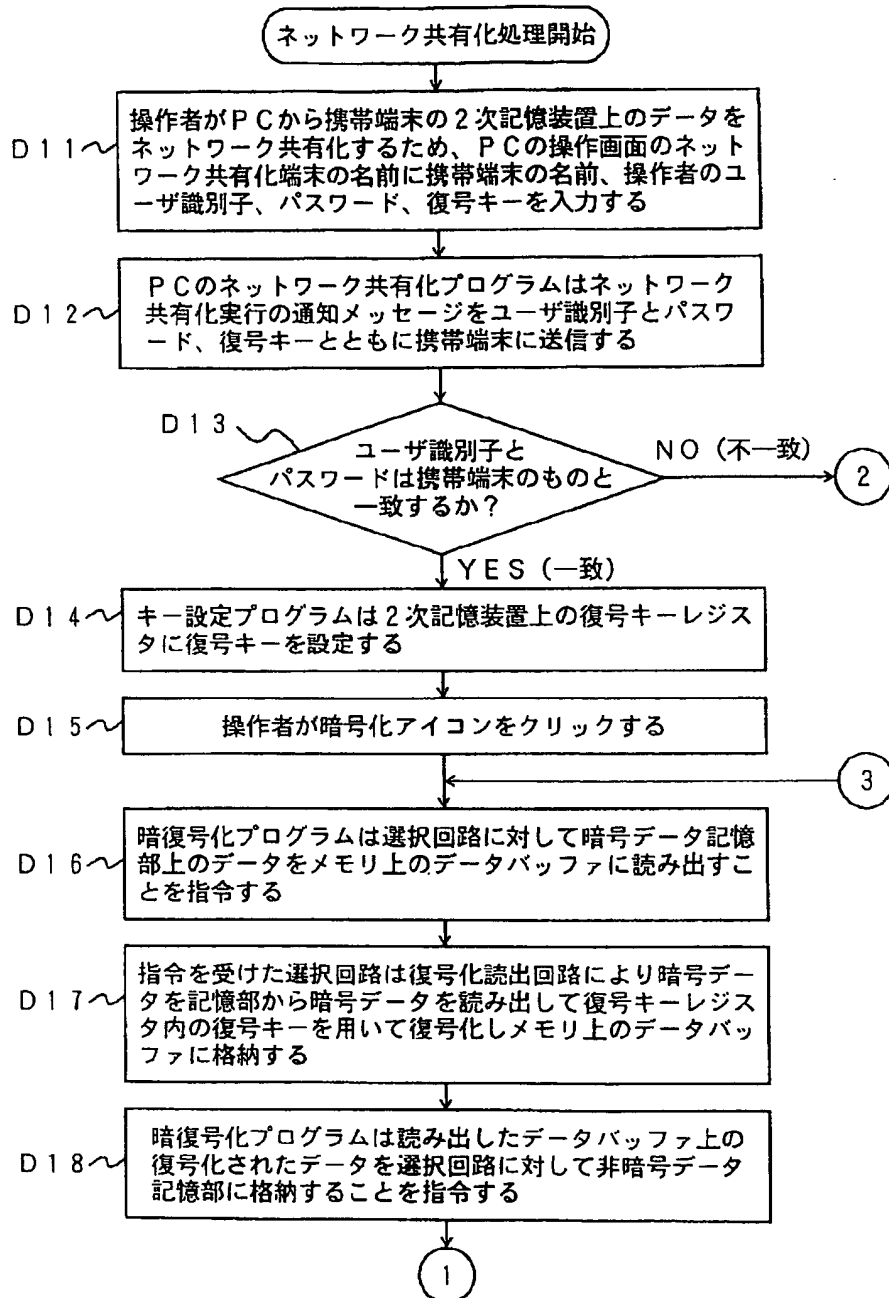 ネットワーク共有化処理開始
D11
操作者がPCから携帯端末の2次記憶装置上のデータを
ネットワーク共有化するため、PCの操作画面のネット
ワーク共有化端末の名前に携帯端末の名前、操作者のユ
ーザ識別子、パスワード、復号キーを入力する
D12
PCのネットワーク共有化プログラムはネットワーク
共有化実行の通知メッセージをユーザ識別子とパスワ
ード、復号キーとともに携帯端末に送信する
D13
ユーザ識別子と
パスワードは携帯端末のものと
一致するか?
NO(不一致)
2
YES(一致)
D14
キー設定プログラムは2次記憶装置上の復号キーレジス
タに復号キーを設定する
D15
操作者が暗号化アイコンをクリックする
3
D16
暗復号化プログラムは選択回路に対して暗号データ記憶
部上のデータをメモリ上のデータバッファに読み出すこ
とを指令する
D17
指令を受けた選択回路は復号化読出回路により暗号デー
タを記憶部から暗号データを読み出して復号キーレジス
タ内の復号キーを用いて復号化しメモリ上のデータバッ
ファに格納する
D18
暗復号化プログラムは読み出したデータバッファ上の
復号化されたデータを選択回路に対して非暗号データ
記憶部に格納することを指令する
1